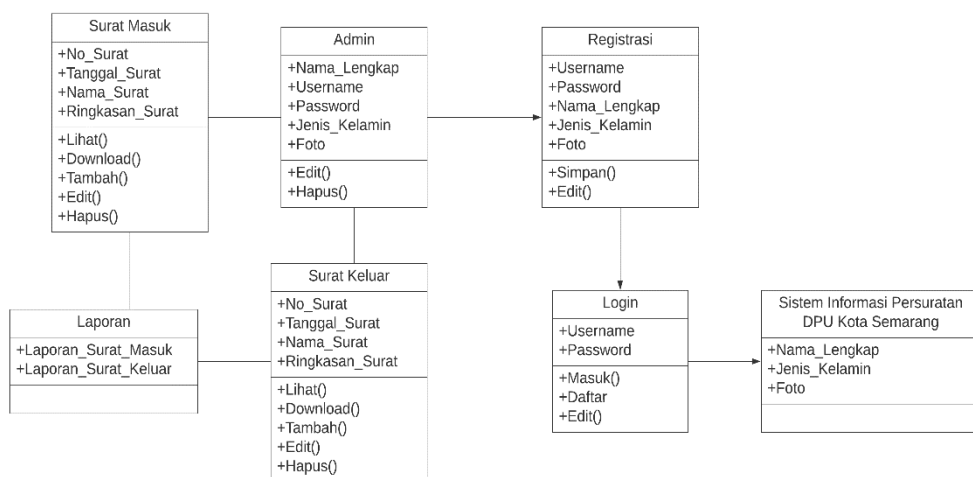 Surat Masuk
+No_Surat
+Tanggal_Surat
+Nama_Surat
+Ringkasan_Surat
+Lihat()
+Download()
+Tambah()
+Edit()
+Hapus()
Admin
+Nama_Lengkap
+Username
+Password
+Jenis_Kelamin
+Foto
+Edit()
+Hapus()
Registrasi
+Username
+Password
+Nama_Lengkap
+Jenis_Kelamin
+Foto
+Simpan()
+Edit()
Laporan
+Laporan_Surat_Masuk
+Laporan_Surat_Keluar
Surat Keluar
+No_Surat
+Tanggal_Surat
+Nama_Surat
+Ringkasan_Surat
+Lihat()
+Download()
+Tambah()
+Edit()
+Hapus()
Login
+Username
+Password
+Masuk()
+Daftar
+Edit()
Sistem Informasi Persuratan
DPU Kota Semarang
+Nama_Lengkap
+Jenis_Kelamin
+Foto